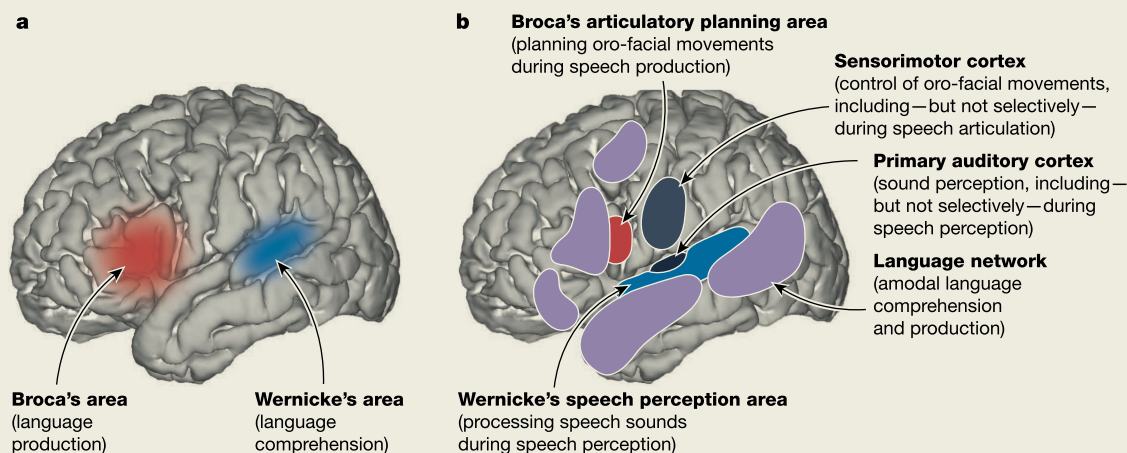 a
Broca's area
(language
production)
Wernicke's area
(language
comprehension)
b
Broca's articulatory planning area
(planning oro-facial movements
during speech production)
Sensorimotor cortex
(control of oro-facial movements,
including—but not selectively—
during speech articulation)
Primary auditory cortex
(sound perception, including—
but not selectively—during
speech perception)
Language network
(amodal language
comprehension
and production)
Wernicke's speech perception area
(processing speech sounds
during speech perception)